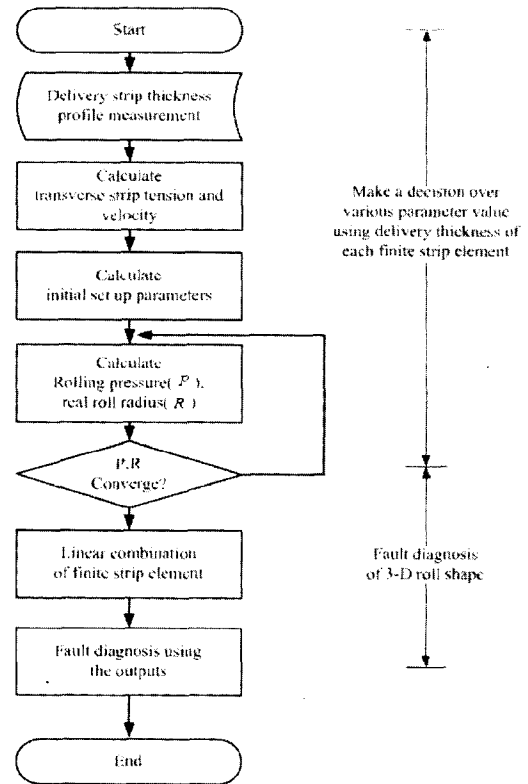 Start
Delivery strip thickness
profile measurement
Calculate
transverse strip tension and
velocity
Calculate
initial set up parameters
Calculate
Rolling pressure( P ),
real roll radius( R )
P,R
Converge?
Linear combination
of finite strip element
Fault diagnosis using
the outputs
End
Make a decision over
various parameter value
using delivery thickness of
each finite strip element
Fault diagnosis
of 3-D roll shape